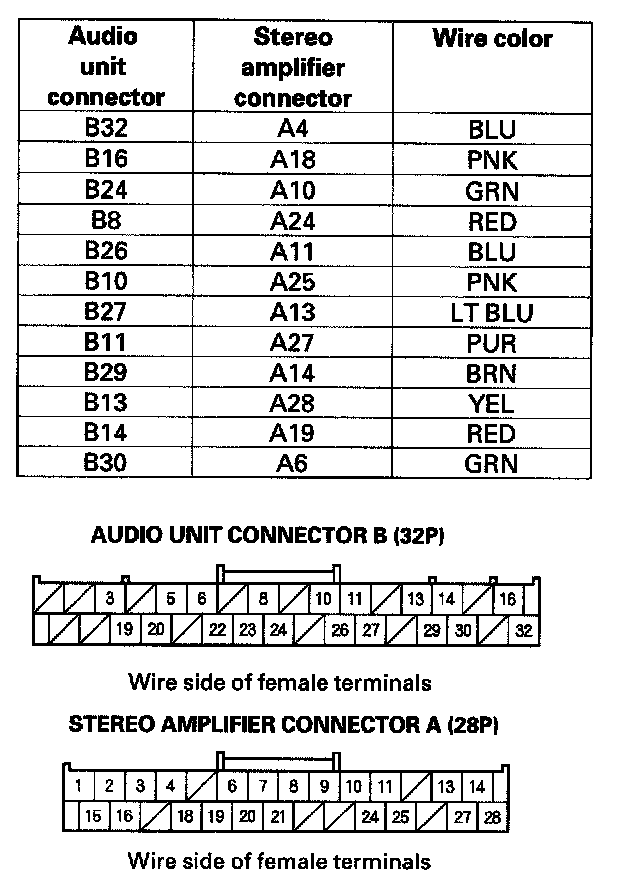 Audio unit connector Stereo amplifier connector Wire color
B32 A4 BLU
B16 A18 PNK
B24 A10 GRN
B8 A24 RED
B26 A11 BLU
B10 A25 PNK
B27 A13 LT BLU
B11 A27 PUR
B29 A14 BRN
B13 A28 YEL
B14 A19 RED
B30 A6 GRN
AUDIO UNIT CONNECTOR B (32P)
3 5 6 8 10 11 13 14 16
19 20 22 23 24 26 27 29 30 32
Wire side of female terminals
STEREO AMPLIFIER CONNECTOR A (28P)
1 2 3 4 6 7 8 9 10 11 13 14
15 16 18 19 20 21 24 25 27 28
Wire side of female terminals